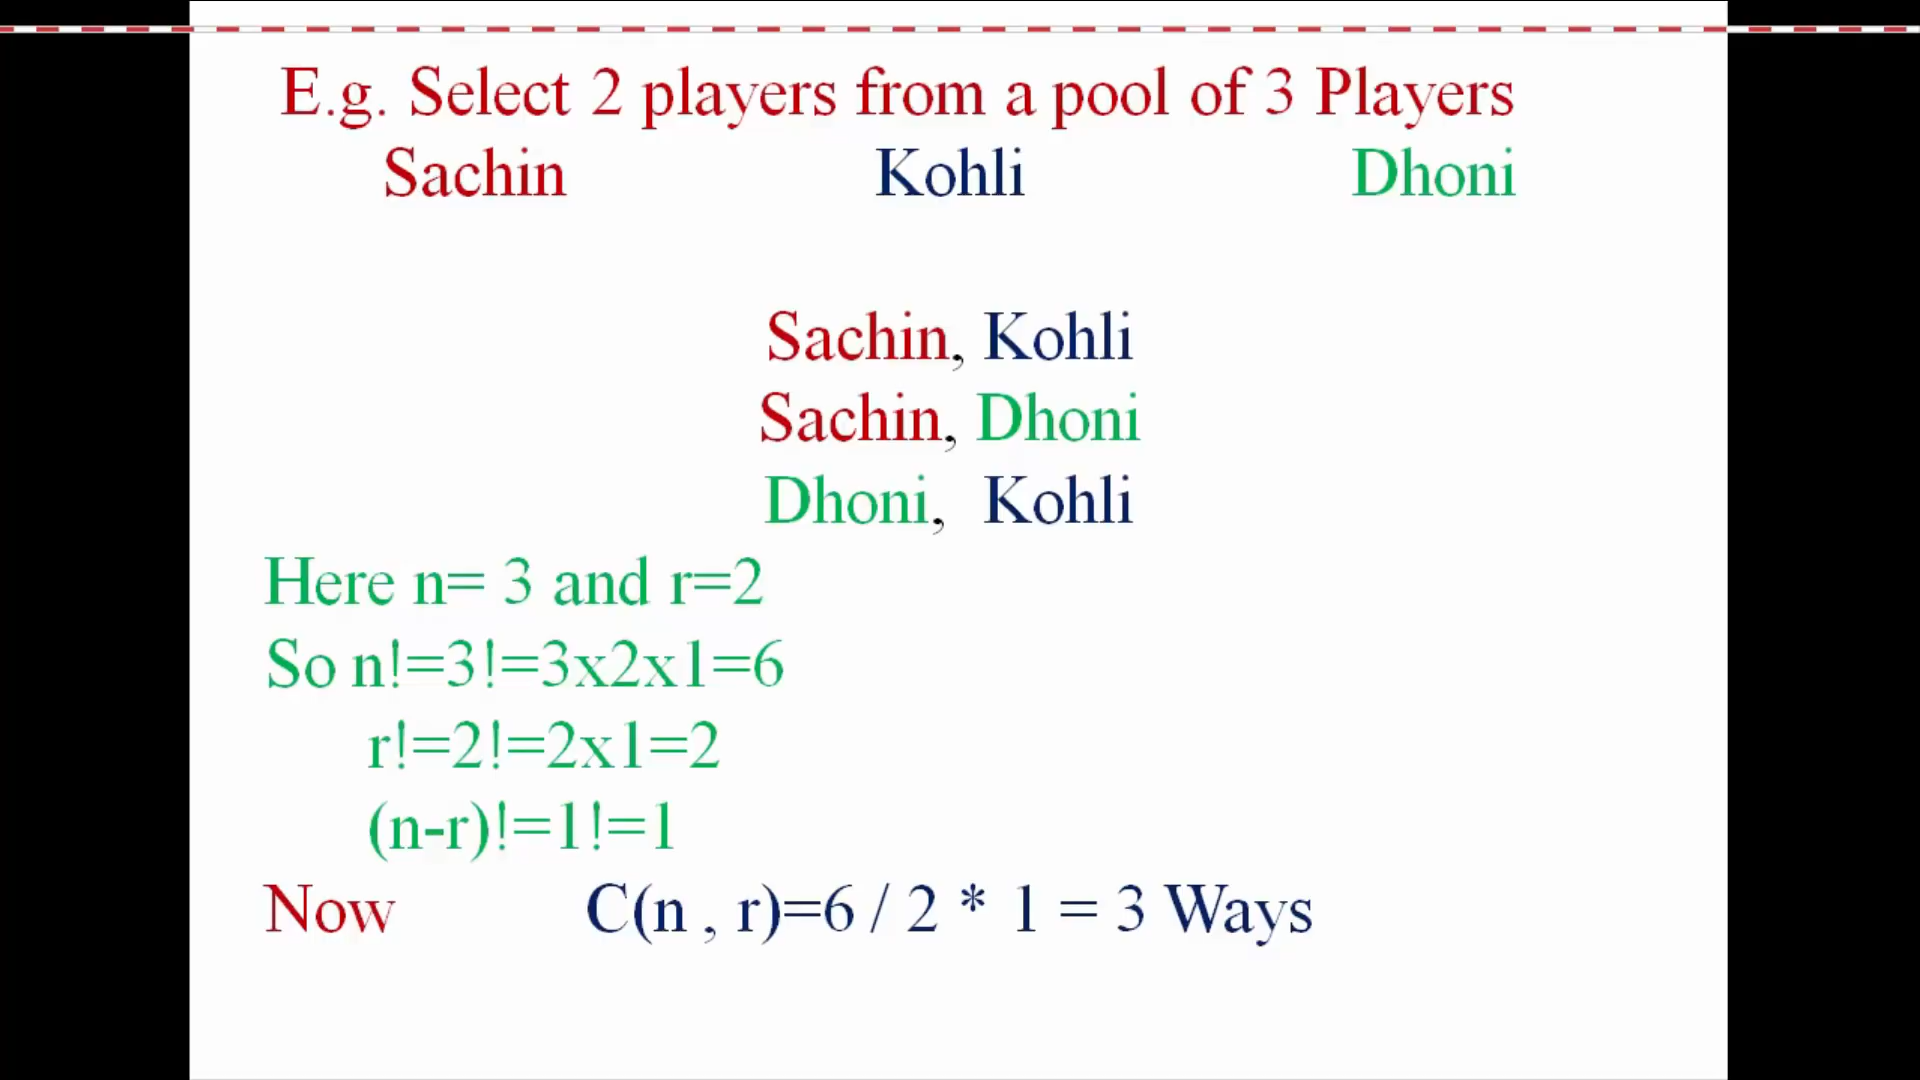 E.g. Select 2 players from a pool of 3 Players
Sachin Kohli Dhoni
Sachin, Kohli
Sachin, Dhoni
Dhoni, Kohli
Here n= 3 and r=2
So n!=3!=3x2x1=6
r!=2!=2x1=2
(n-r)!=1!=1
Now C(n , r)=6 / 2 * 1 = 3 Ways